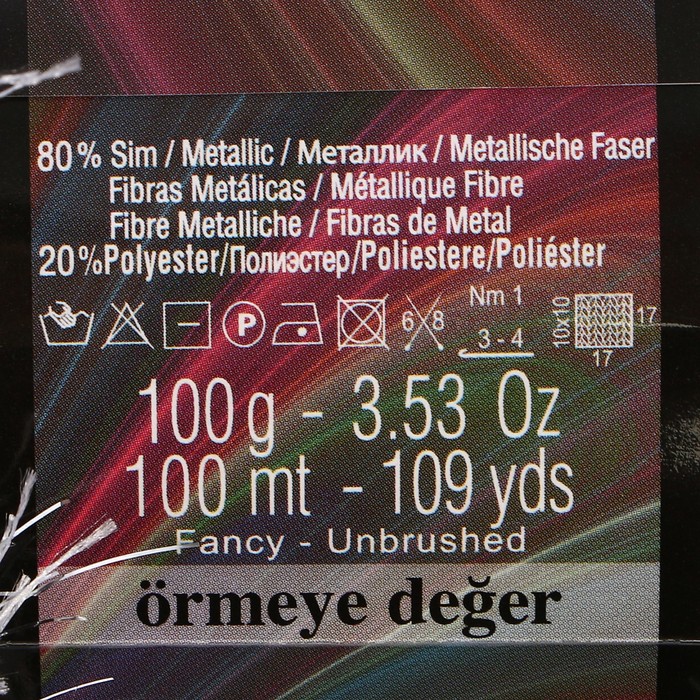 80% Sim / Metallic / Металлик / Metallische Faser
Fibras Metálicas / Métallique Fibre
Fibre Metalliche / Fibras de Metal
20%Polyester/Полиэстер/Poliestere/Poliéster
P 6 8 Nm 1 3 - 4 10x10 17 17
100 g - 3.53 Oz
100 mt - 109 yds
Fancy - Unbrushed
örmeye değer